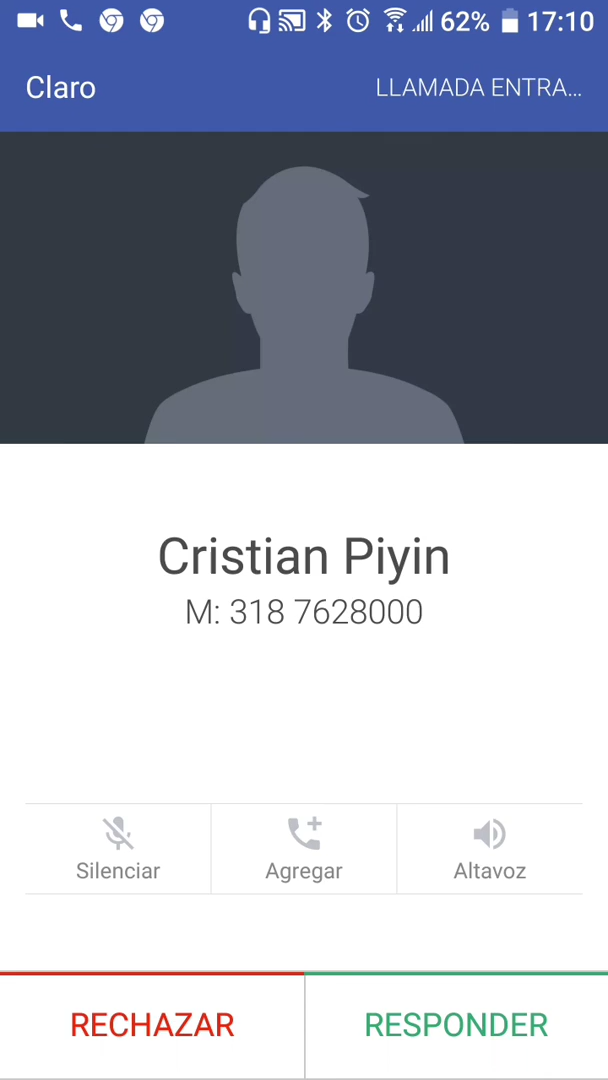 62% 17:10
Claro LLAMADA ENTRA...
Cristian Piyin
M: 318 7628000
Silenciar Agregar Altavoz
RECHAZAR RESPONDER